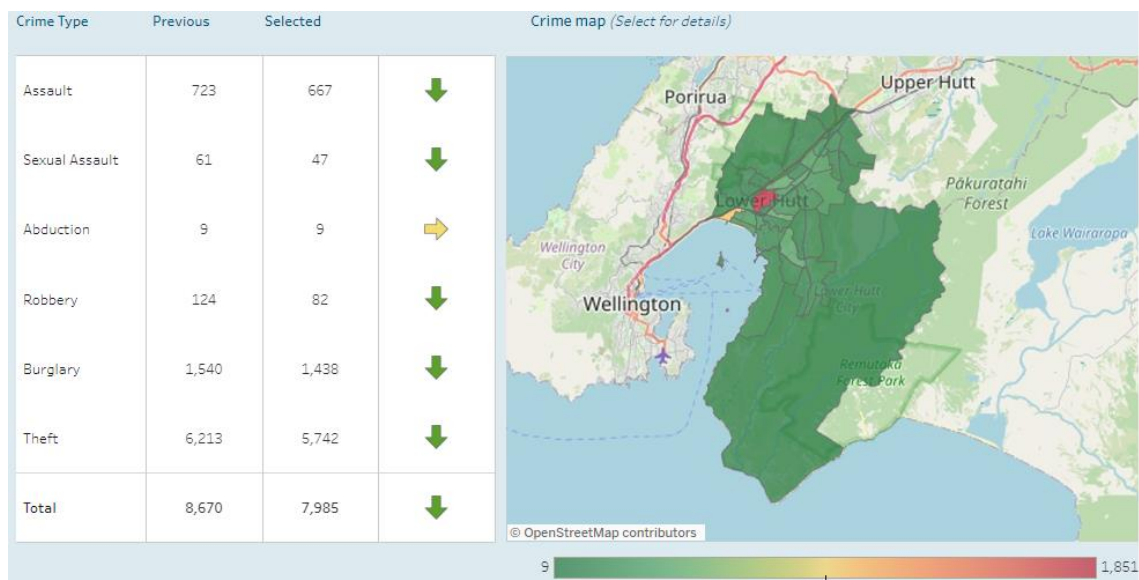 Crime Type Previous Selected
Assault 723 667
Sexual Assault 61 47
Abduction 9 9
Robbery 124 82
Burglary 1,540 1,438
Theft 6,213 5,742
Total 8,670 7,985
Crime map (Select for details)
Upper Hutt
Porirua
Pākuratahi
Forest
Lower Hutt
Lake Wairarapa
Wellington
City
Lower Hutt
City
Wellington
Remutaka
Forest Park
© OpenStreetMap contributors
9 1,851